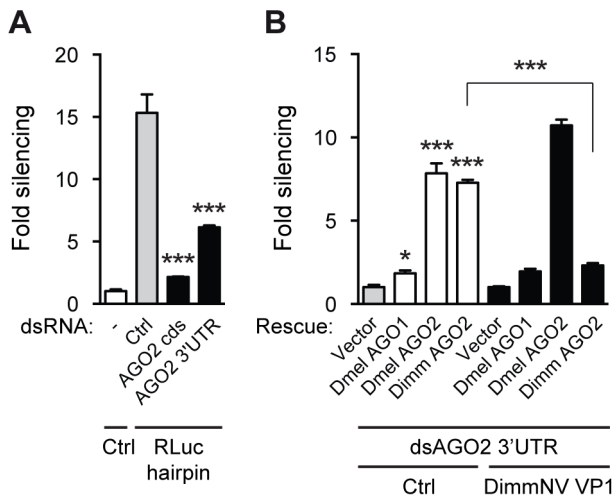 A
Fold silencing
20
15
10
5
0
***
***
dsRNA:
-
Ctrl
AGO2 cds
AGO2 3'UTR
Ctrl
RLuc
hairpin
B
Fold silencing
15
10
5
0
***
***
***
*
Rescue:
Vector
Dmel AGO1
Dmel AGO2
Dimm AGO2
Vector
Dmel AGO1
Dmel AGO2
Dimm AGO2
dsAGO2 3'UTR
Ctrl
DimmNV VP1